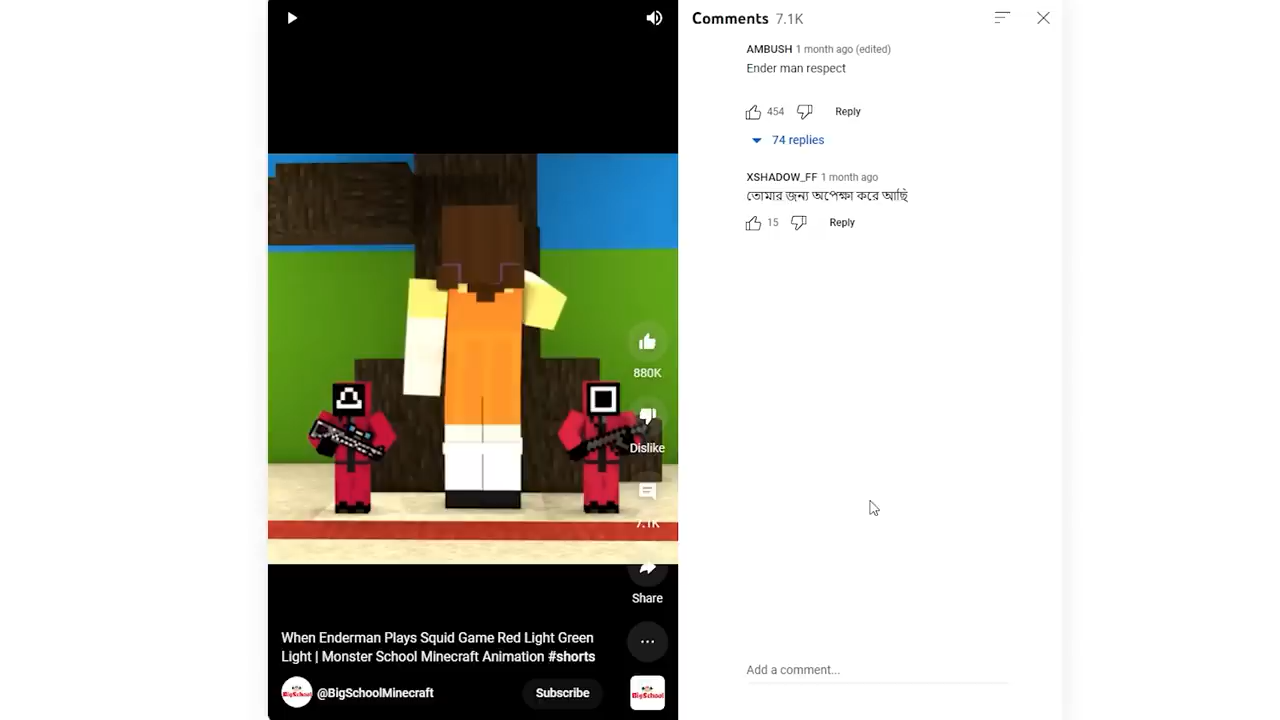 Comments 7.1K
AMBUSH 1 month ago (edited)
Ender man respect
454 Reply
74 replies
XSHADOW_FF 1 month ago
তোমার জন্য অপেক্ষা করে আছি
15 Reply
880K
Dislike
7.1K
Share
When Enderman Plays Squid Game Red Light Green
Light | Monster School Minecraft Animation #shorts
BigSchool @BigSchoolMinecraft Subscribe BigSchool
Add a comment...